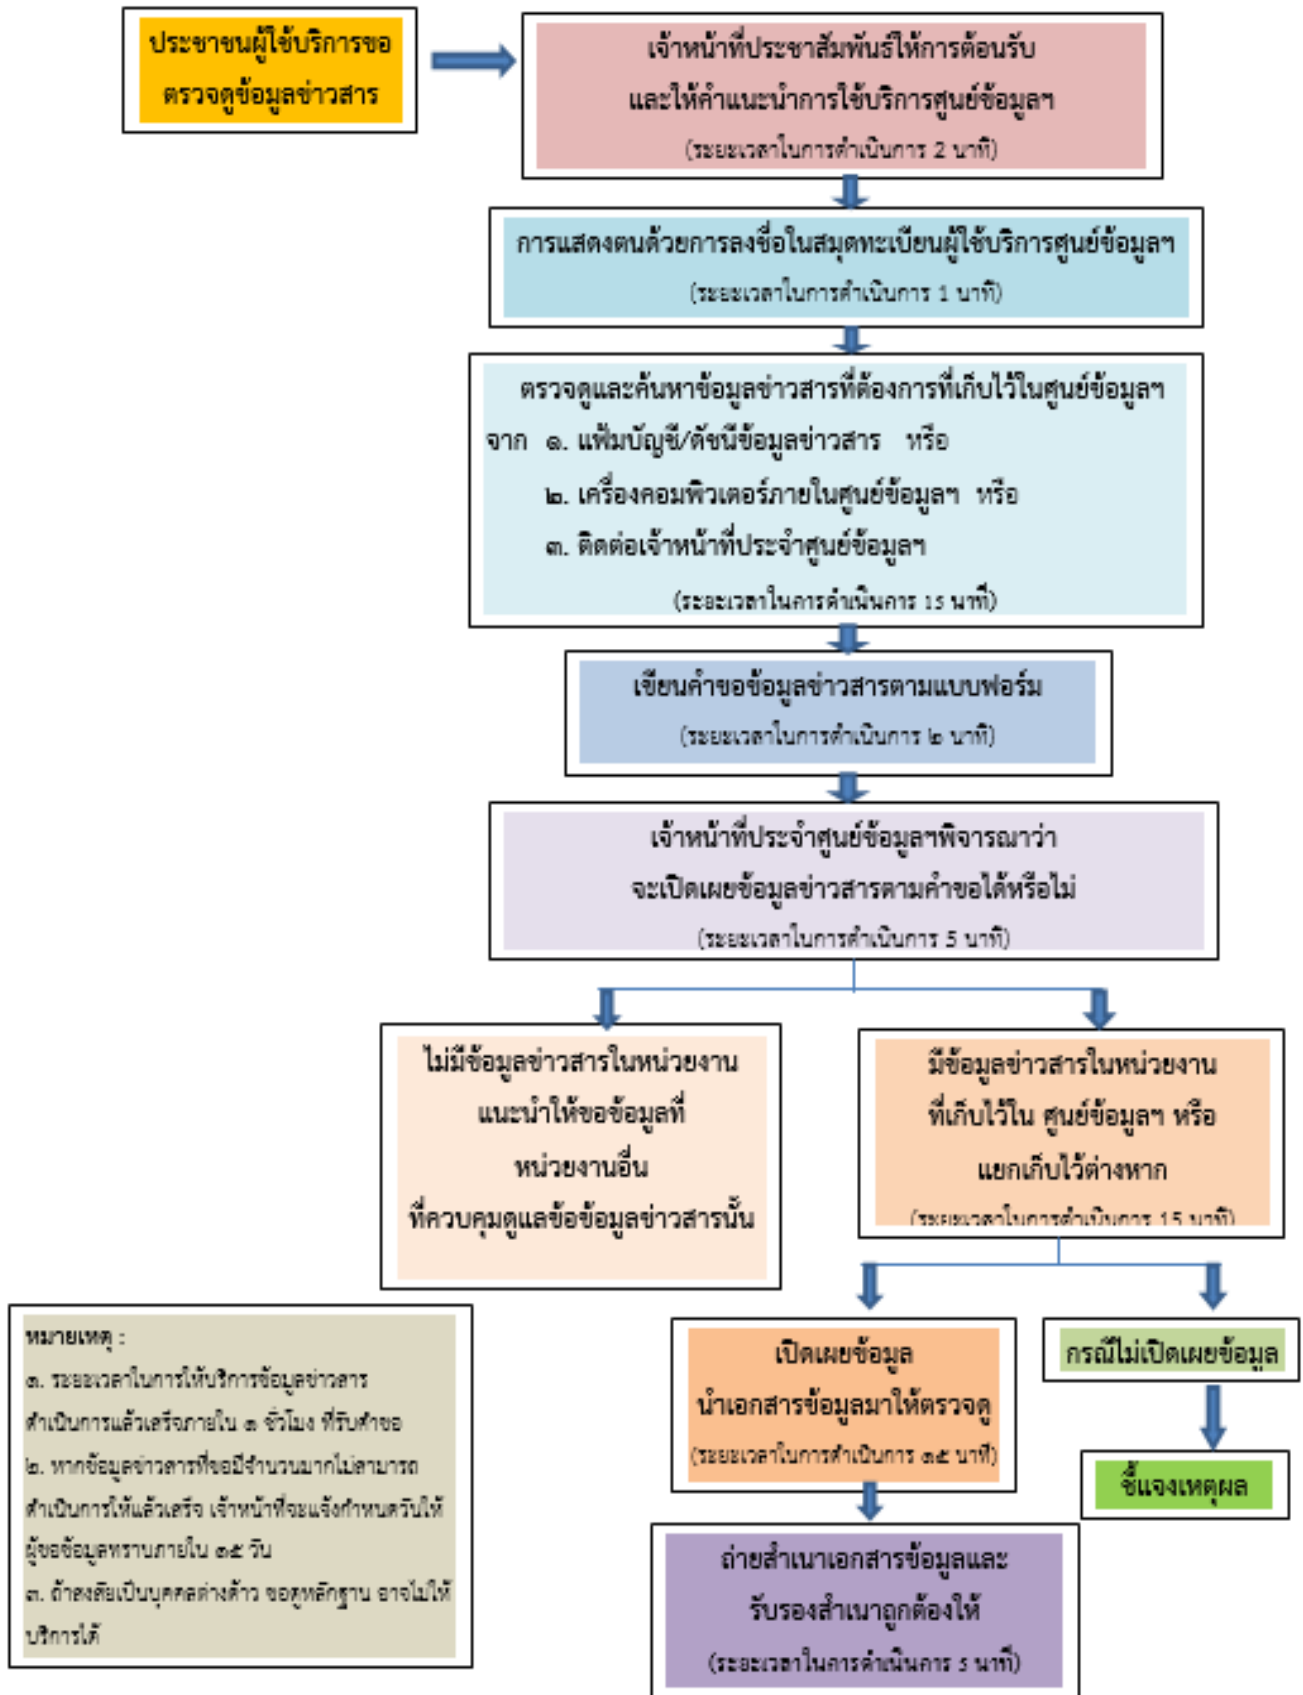 ประชาชนผู้ใช้บริการขอ
ตรวจดูข้อมูลข่าวสาร
เจ้าหน้าที่ประชาสัมพันธ์ให้การต้อนรับ
และให้คำแนะนำการใช้บริการศูนย์ข้อมูลฯ
(ระยะเวลาในการดำเนินการ 2 นาที)
การแสดงตนด้วยการลงชื่อในสมุดทะเบียนผู้ใช้บริการศูนย์ข้อมูลฯ
(ระยะเวลาในการดำเนินการ 1 นาที)
ตรวจดูและค้นหาข้อมูลข่าวสารที่ต้องการที่เก็บไว้ในศูนย์ข้อมูลฯ
จาก ๑. แฟ้มบัญชี/ดัชนีข้อมูลข่าวสาร หรือ
๒. เครื่องคอมพิวเตอร์ภายในศูนย์ข้อมูลฯ หรือ
๓. ติดต่อเจ้าหน้าที่ประจำศูนย์ข้อมูลฯ
(ระยะเวลาในการดำเนินการ 15 นาที)
เขียนคำขอข้อมูลข่าวสารตามแบบฟอร์ม
(ระยะเวลาในการดำเนินการ ๒ นาที)
เจ้าหน้าที่ประจำศูนย์ข้อมูลฯพิจารณาว่า
จะเปิดเผยข้อมูลข่าวสารตามคำขอได้หรือไม่
(ระยะเวลาในการดำเนินการ 5 นาที)
ไม่มีข้อมูลข่าวสารในหน่วยงาน
แนะนำให้ขอข้อมูลที่
หน่วยงานอื่น
ที่ควบคุมดูแลข้อข้อมูลข่าวสารนั้น
มีข้อมูลข่าวสารในหน่วยงาน
ที่เก็บไว้ใน ศูนย์ข้อมูลฯ หรือ
แยกเก็บไว้ต่างหาก
(ระยะเวลาในการดำเนินการ 15 นาที)
เปิดเผยข้อมูล
นำเอกสารข้อมูลมาให้ตรวจดู
(ระยะเวลาในการดำเนินการ ๑๕ นาที)
กรณีไม่เปิดเผยข้อมูล
ชี้แจงเหตุผล
ถ่ายสำเนาเอกสารข้อมูลและ
รับรองสำเนาถูกต้องให้
(ระยะเวลาในการดำเนินการ 5 นาที)
หมายเหตุ :
๑. ระยะเวลาในการให้บริการข้อมูลข่าวสาร
ดำเนินการแล้วเสร็จภายใน ๑ ชั่วโมง ที่รับคำขอ
๒. หากข้อมูลข่าวสารที่ขอมีจำนวนมากไม่สามารถ
ดำเนินการให้แล้วเสร็จ เจ้าหน้าที่จะแจ้งกำหนดวันให้
ผู้ขอข้อมูลทราบภายใน ๑๕ วัน
๓. ถ้าสงสัยเป็นบุคคลต่างด้าว ขอดูหลักฐาน อาจไม่ให้
บริการได้